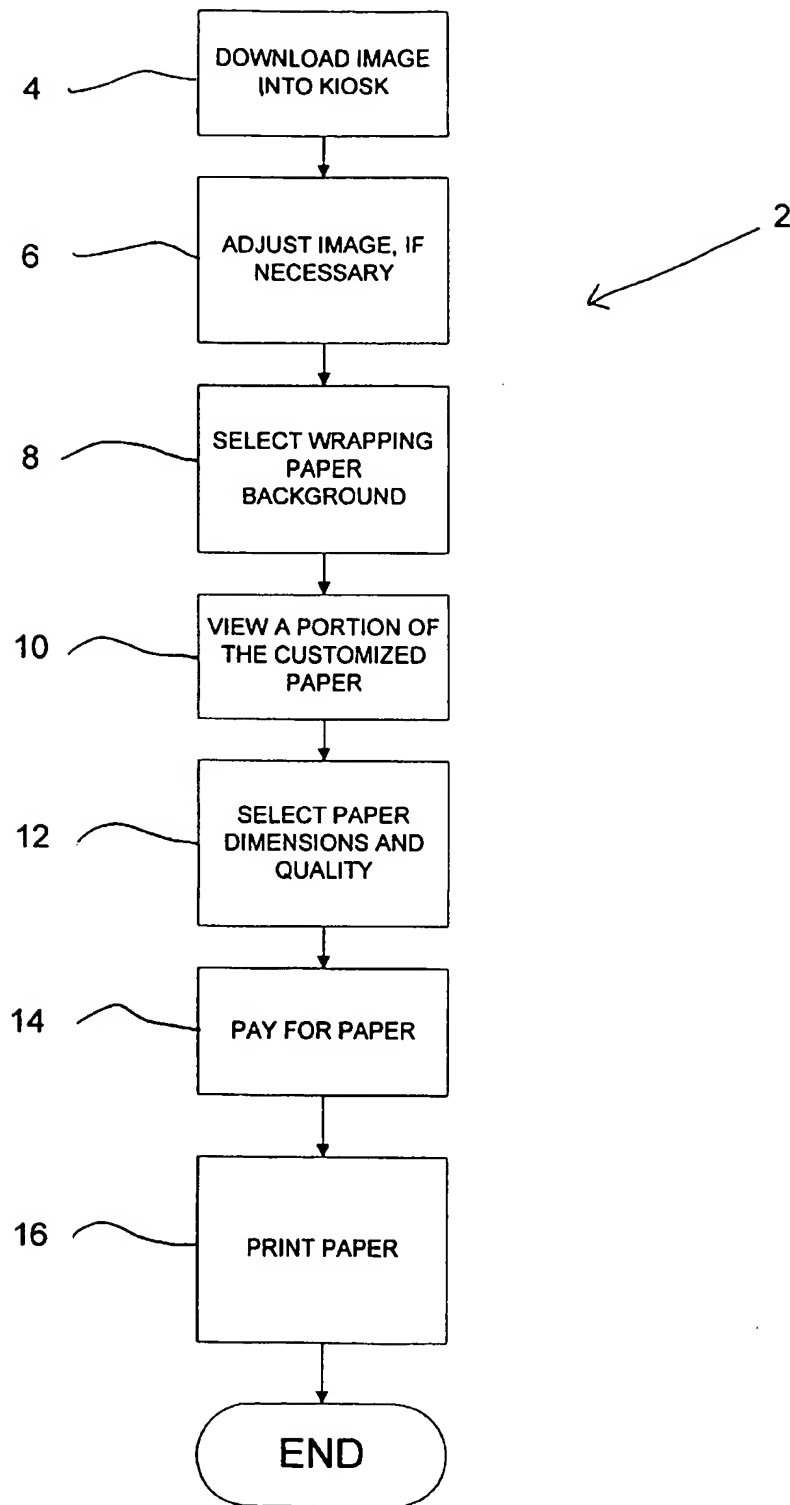 DOWNLOAD IMAGE
INTO KIOSK
4
ADJUST IMAGE, IF
NECESSARY
6
2
SELECT WRAPPING
PAPER
BACKGROUND
8
VIEW A PORTION OF
THE CUSTOMIZED
PAPER
10
SELECT PAPER
DIMENSIONS AND
QUALITY
12
PAY FOR PAPER
14
PRINT PAPER
16
END